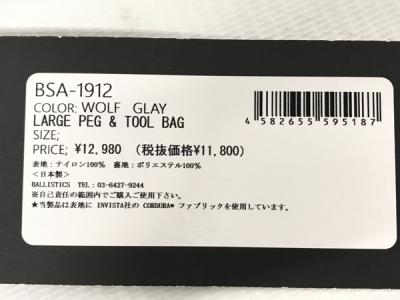 BSA-1912
COLOR: WOLF GLAY
LARGE PEG & TOOL BAG
SIZE;
PRICE; ¥12,980 (税抜価格¥11,800)
表地:ナイロン100% 裏地:ポリエステル100%
<日本製>
BALLISTICS TEL:03-6427-9244
※自己責任の範囲でご購入ご使用下さい。
★当製品は表地に INVISTA社の CORDURA® ファブリックを使用しています。
4 582655 595187